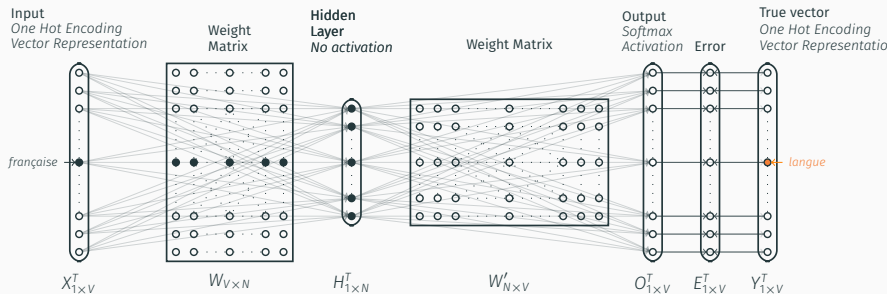 Input
One Hot Encoding
Vector Representation
Weight
Matrix
Hidden
Layer
No activation
Weight Matrix
Output
Softmax
Activation
Error
True vector
One Hot Encoding
Vector Representatio
française
langue
X^T_{1×V}
W_{V×N}
H^T_{1×N}
W'_{N×V}
O^T_{1×V}
E^T_{1×V}
Y^T_{1×V}